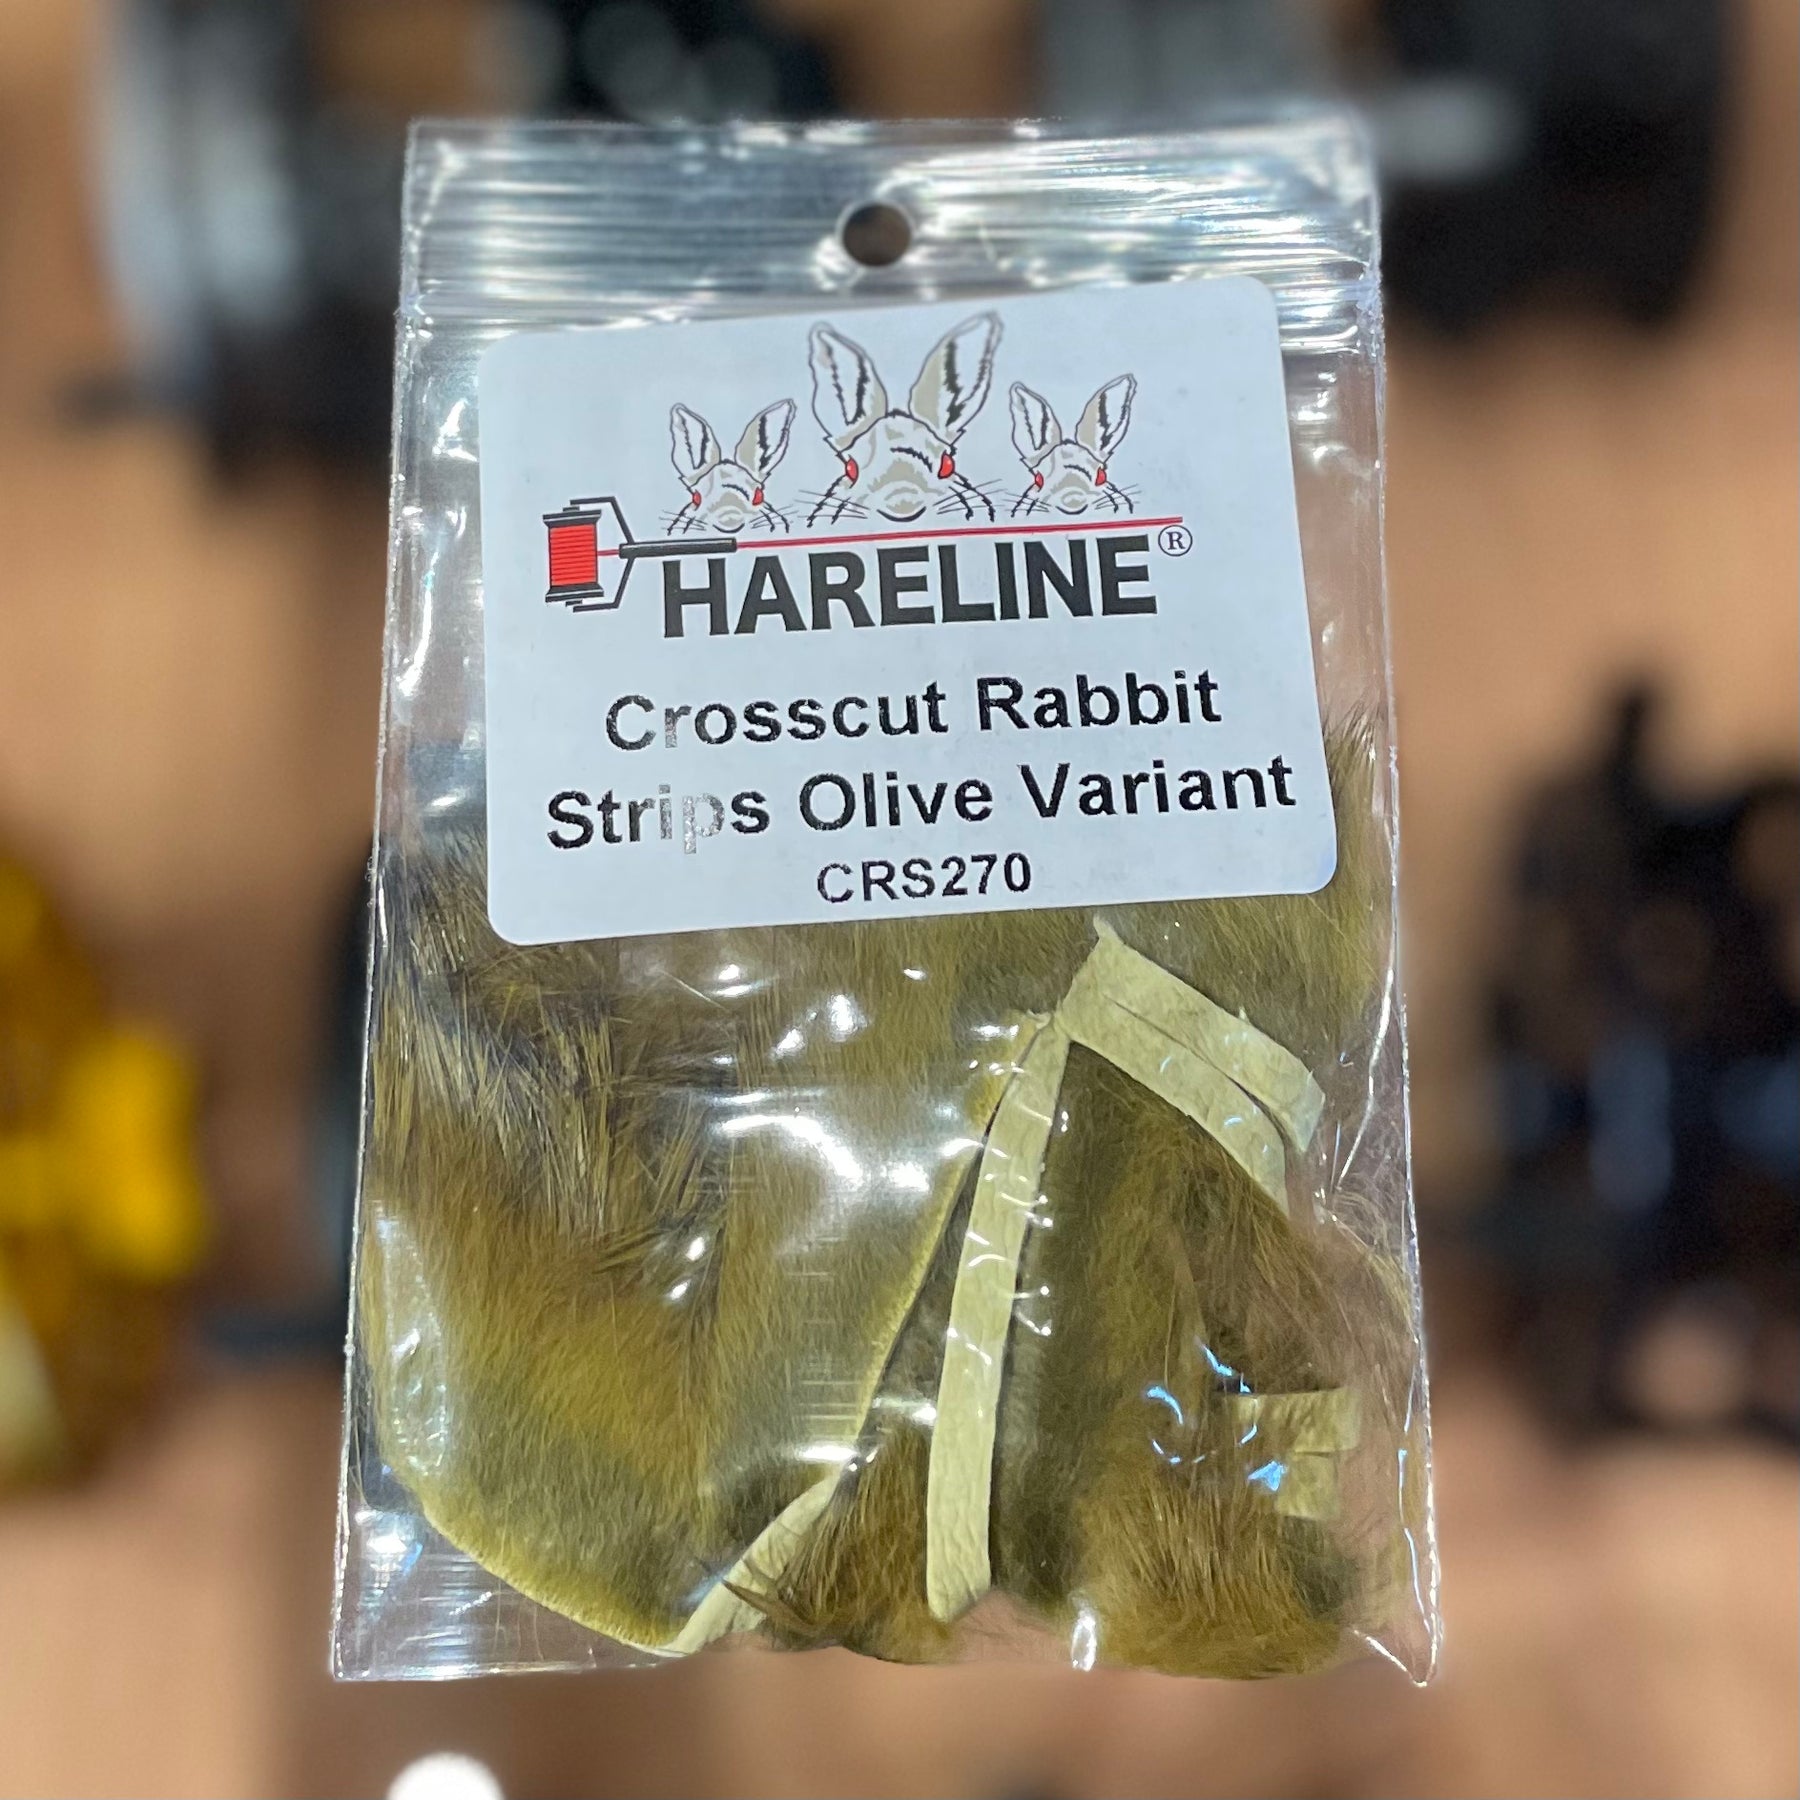 HARELINE®
Crosscut Rabbit
Strips Olive Variant
CRS270